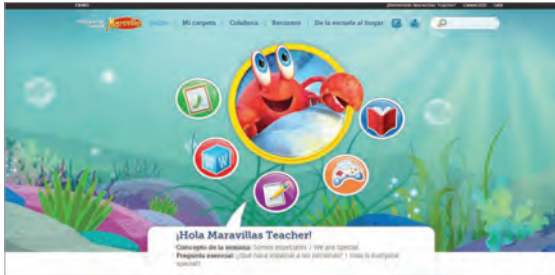 Maravillas
Mi carpeta | Colabora | Recursos | De la escuela al hogar
W
¡Hola Maravillas Teacher!
Concepto de la semana: Somos especiales | We are special
Pregunta esencial: ¿Qué hace especial a las personas? | How is everyone
special?